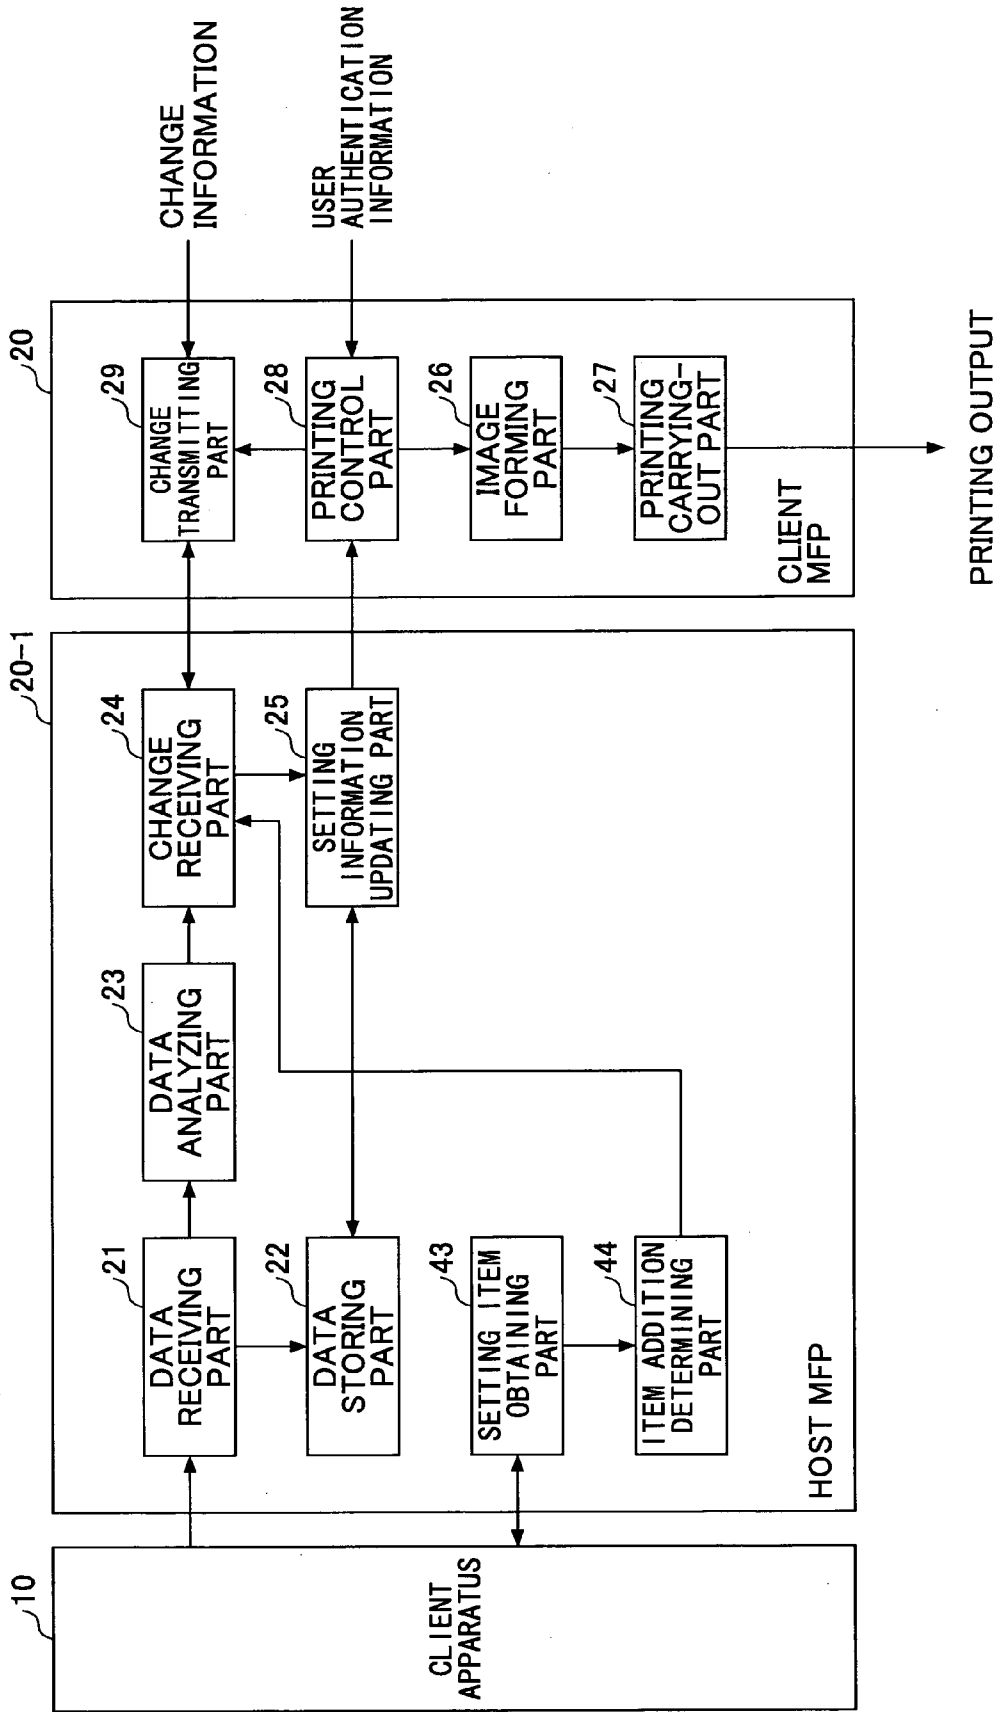 10
CLIENT
APPARATUS
20-1
21
DATA
RECEIVING
PART
22
DATA
STORING
PART
43
SETTING ITEM
OBTAINING
PART
44
ITEM ADDITION
DETERMINING
PART
23
DATA
ANALYZING
PART
24
CHANGE
RECEIVING
PART
25
SETTING
INFORMATION
UPDATING PART
HOST MFP
20
29
CHANGE
TRANSMITTING
PART
28
PRINTING
CONTROL
PART
26
IMAGE
FORMING
PART
27
PRINTING
CARRYING-
OUT PART
CLIENT
MFP
CHANGE
INFORMATION
USER
AUTHENTICATION
INFORMATION
PRINTING OUTPUT